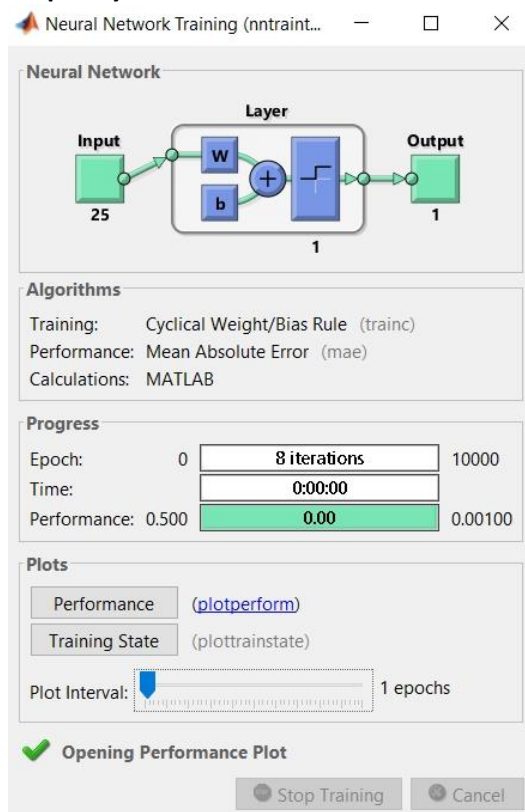 Neural Network Training (nntraint...
Neural Network
Layer
Input
Output
W
b
+
25
1
1
Algorithms
Training: Cyclical Weight/Bias Rule (trainc)
Performance: Mean Absolute Error (mae)
Calculations: MATLAB
Progress
Epoch: 0 8 iterations 10000
Time: 0:00:00
Performance: 0.500 0.00 0.00100
Plots
Performance (plotperform)
Training State (plottrainstate)
Plot Interval: 1 epochs
Opening Performance Plot
Stop Training Cancel